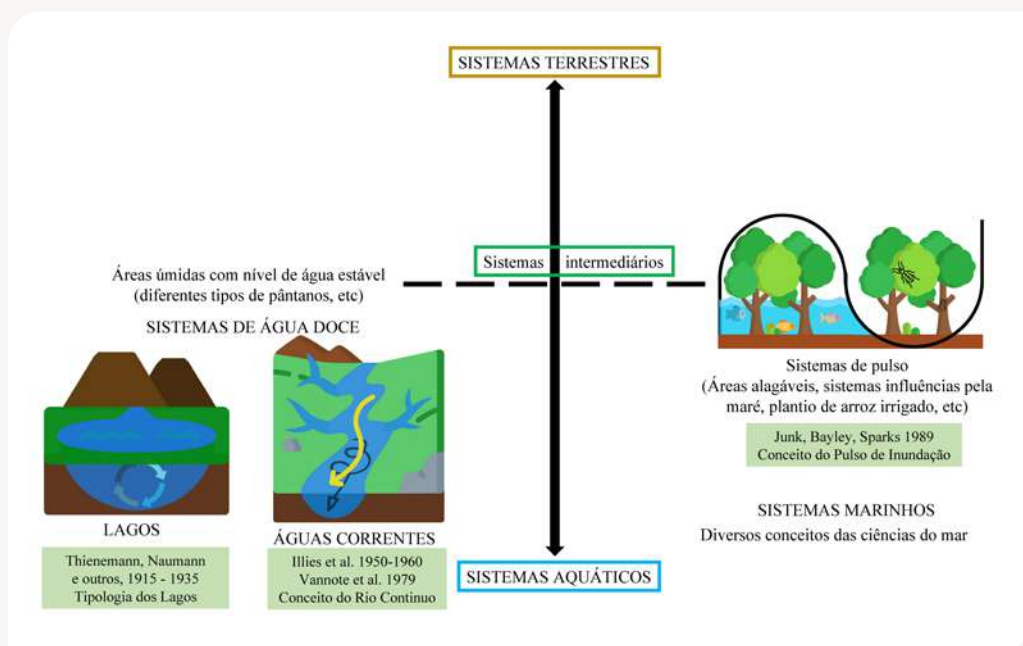 SISTEMAS TERRESTRES
Sistemas intermediários
Áreas úmidas com nível de água estável
(diferentes tipos de pântanos, etc)
SISTEMAS DE ÁGUA DOCE
LAGOS
Thienemann, Naumann
e outros, 1915 - 1935
Tipologia dos Lagos
ÁGUAS CORRENTES
Illies et al. 1950-1960
Vannote et al. 1979
Conceito do Rio Continuo
Sistemas de pulso
(Áreas alagáveis, sistemas influências pela
maré, plantio de arroz irrigado, etc)
Junk, Bayley, Sparks 1989
Conceito do Pulso de Inundação
SISTEMAS MARINHOS
Diversos conceitos das ciências do mar
SISTEMAS AQUÁTICOS